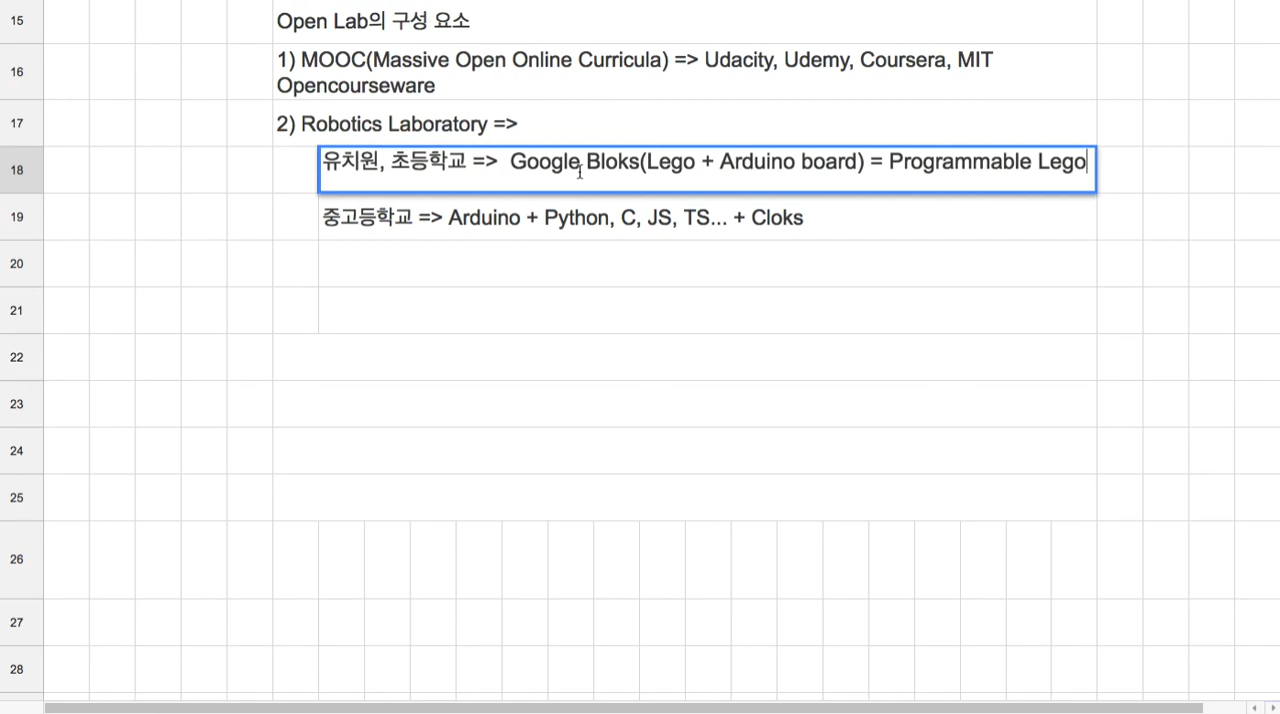 15
Open Lab의 구성 요소
16
1) MOOC(Massive Open Online Curricula) => Udacity, Udemy, Coursera, MIT
Opencourseware
17
2) Robotics Laboratory =>
18
유치원, 초등학교 =>  Google Bloks(Lego + Arduino board) = Programmable Lego
19
중고등학교 => Arduino + Python, C, JS, TS... + Cloks
20
21
22
23
24
25
26
27
28